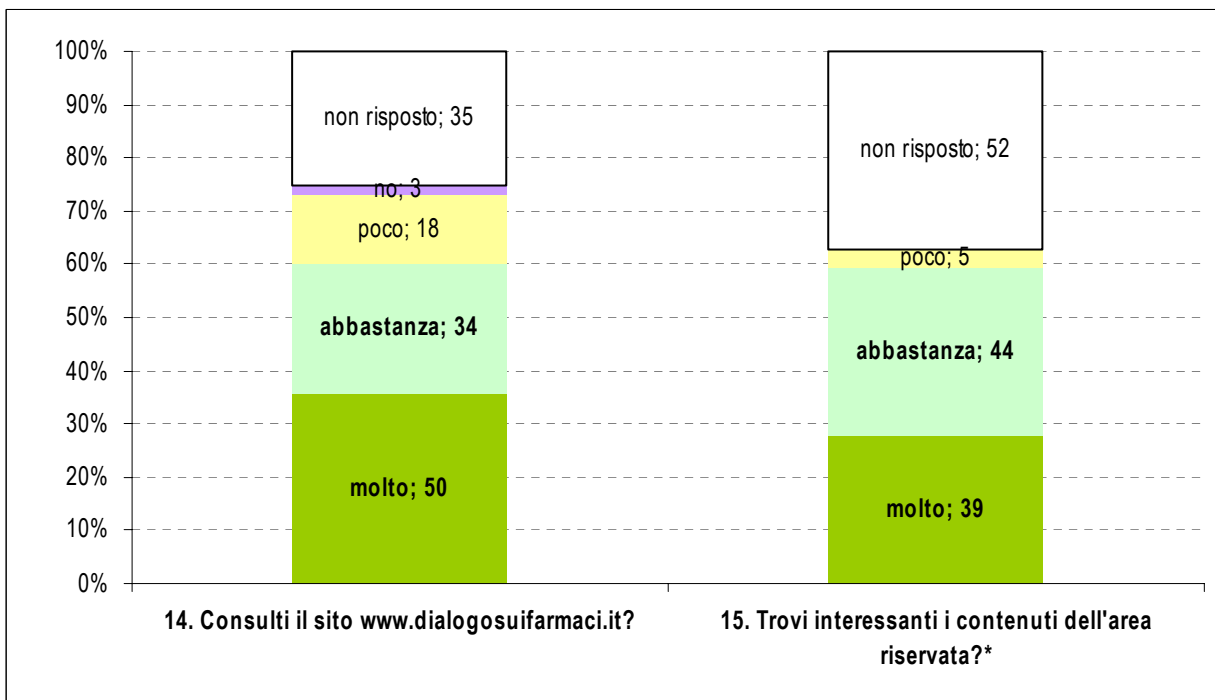 100%
90%
80%
70%
60%
50%
40%
30%
20%
10%
0%
non risposto; 35
no; 3
poco; 18
abbastanza; 34
molto; 50
non risposto; 52
poco; 5
abbastanza; 44
molto; 39
14. Consulti il sito www.dialogosuifarmaci.it?
15. Trovi interessanti i contenuti dell'area
riservata?*